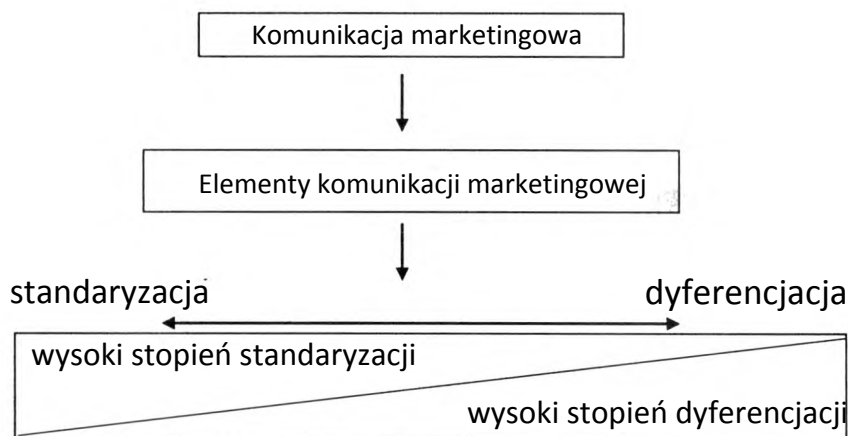 Komunikacja marketingowa
Elementy komunikacji marketingowej
standaryzacja
dyferencjacja
wysoki stopień standaryzacji
wysoki stopień dyferencjacji